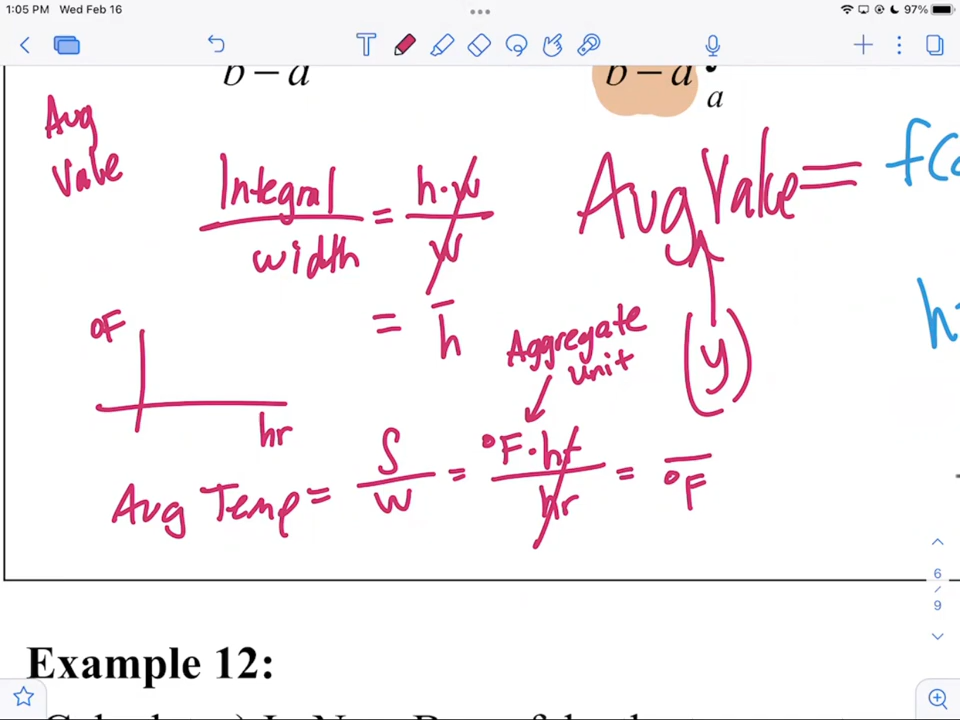 1:05 PM Wed Feb 16
97%
T
b − a
b − a
a
Avg
Value
Integral
width
= h·w
w
Avg Value =
= h̄
Aggregate
unit
(y)
°F
hr
Avg Temp = ∫
w
= °F·hr
hr
= °F̄
6
/
9
Example 12: